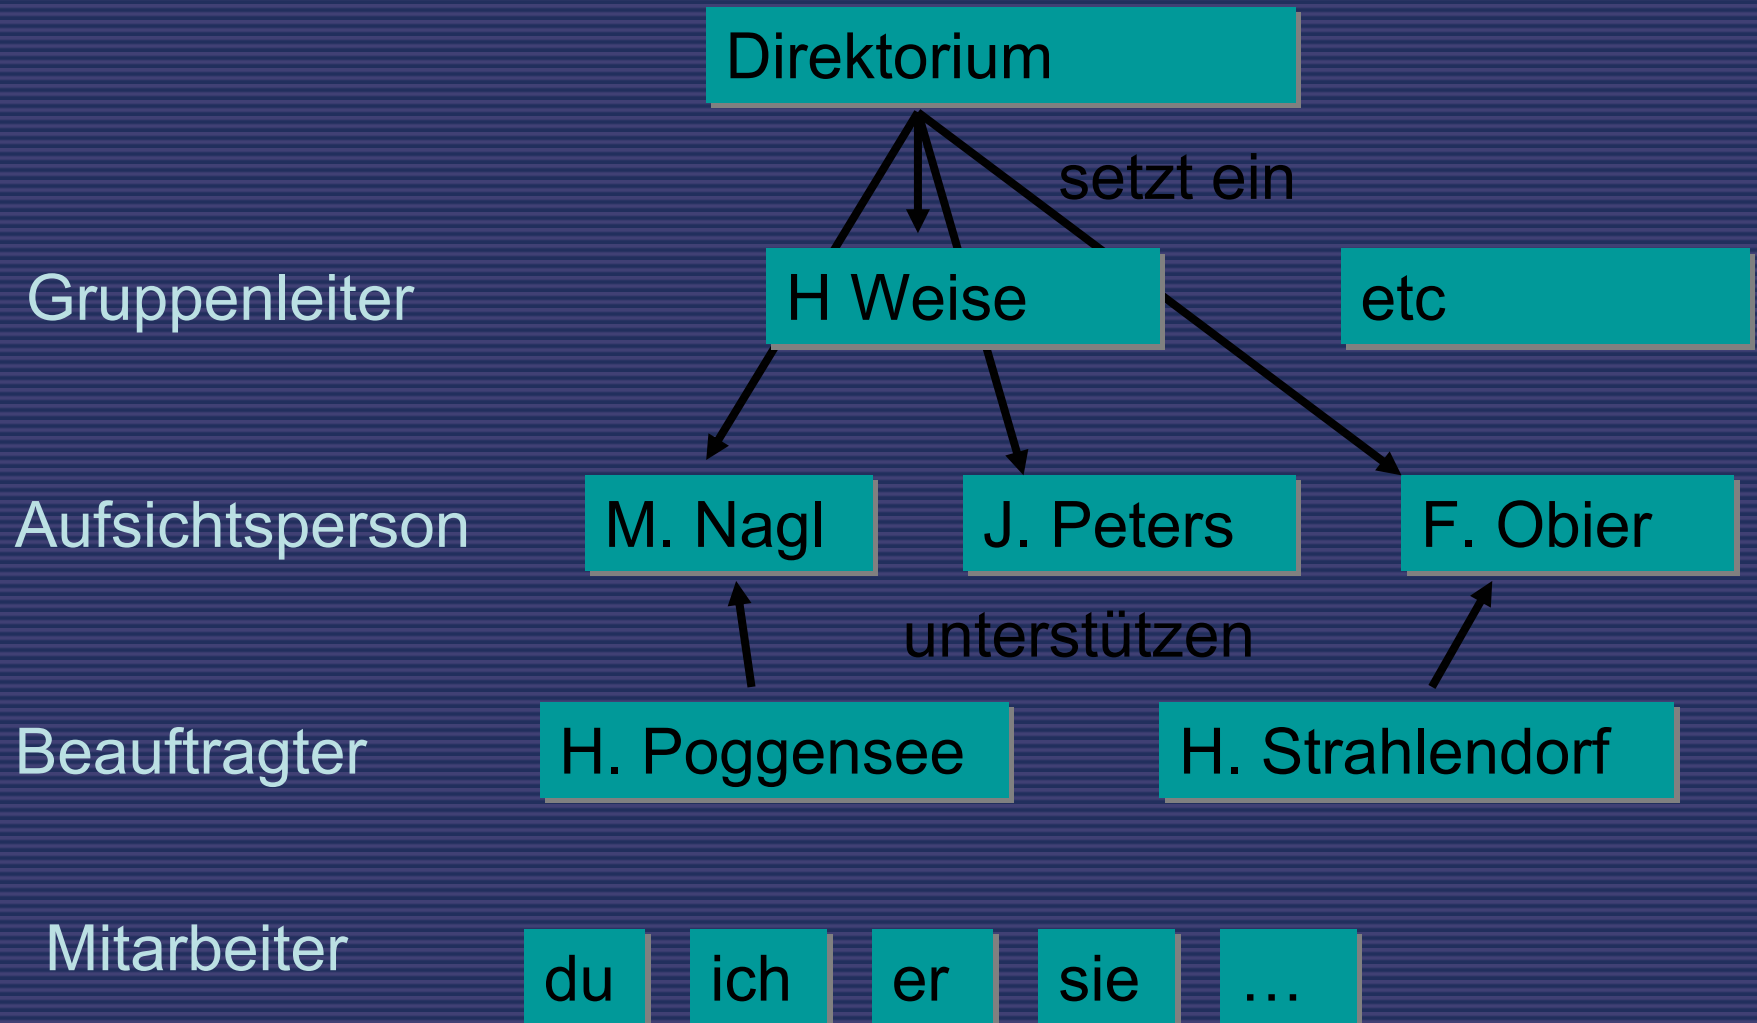 Direktorium
setzt ein
Gruppenleiter
H Weise
etc
Aufsichtsperson
M. Nagl
J. Peters
F. Obier
unterstützen
Beauftragter
H. Poggensee
H. Strahlendorf
Mitarbeiter
du
ich
er
sie
…